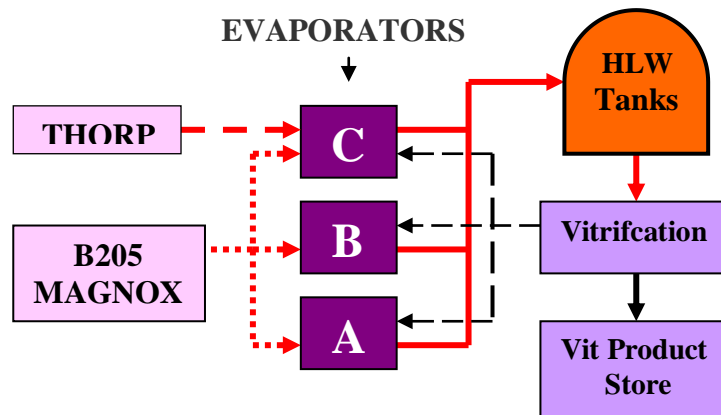 EVAPORATORS
HLW
Tanks
THORP
C
B205
MAGNOX
B
Vitrifcation
A
Vit Product
Store